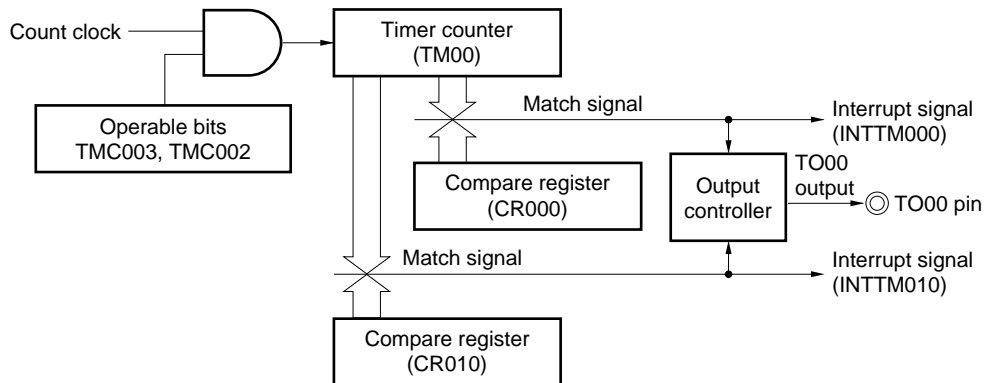 Count clock
Timer counter
(TM00)
Operable bits
TMC003, TMC002
Match signal
Interrupt signal
(INTTM000)
Compare register
(CR000)
Output
controller
TO00
output
TO00 pin
Match signal
Interrupt signal
(INTTM010)
Compare register
(CR010)